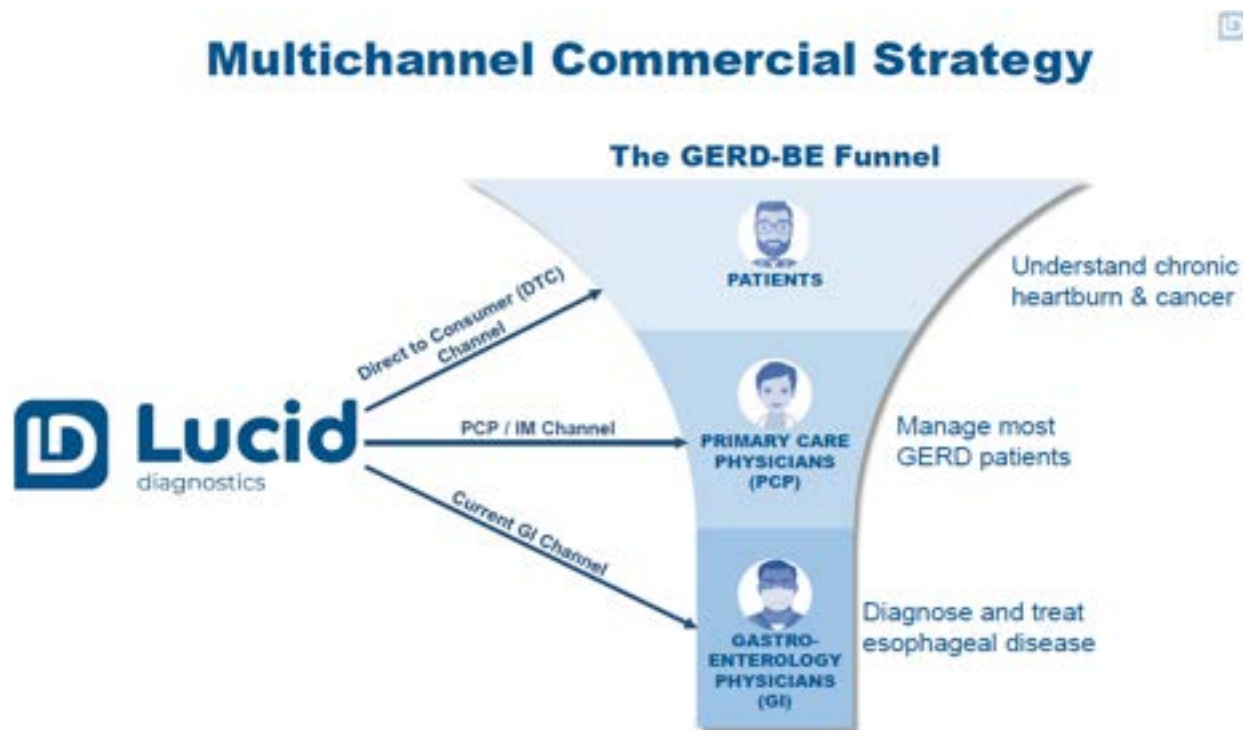 Multichannel Commercial Strategy
The GERD-BE Funnel
PATIENTS
Understand chronic
heartburn & cancer
Direct to Consumer (DTC)
Channel
Lucid
diagnostics
PCP / IM Channel
PRIMARY CARE
PHYSICIANS
(PCP)
Manage most
GERD patients
Current GI Channel
GASTRO-
ENTEROLOGY
PHYSICIANS
(GI)
Diagnose and treat
esophageal disease